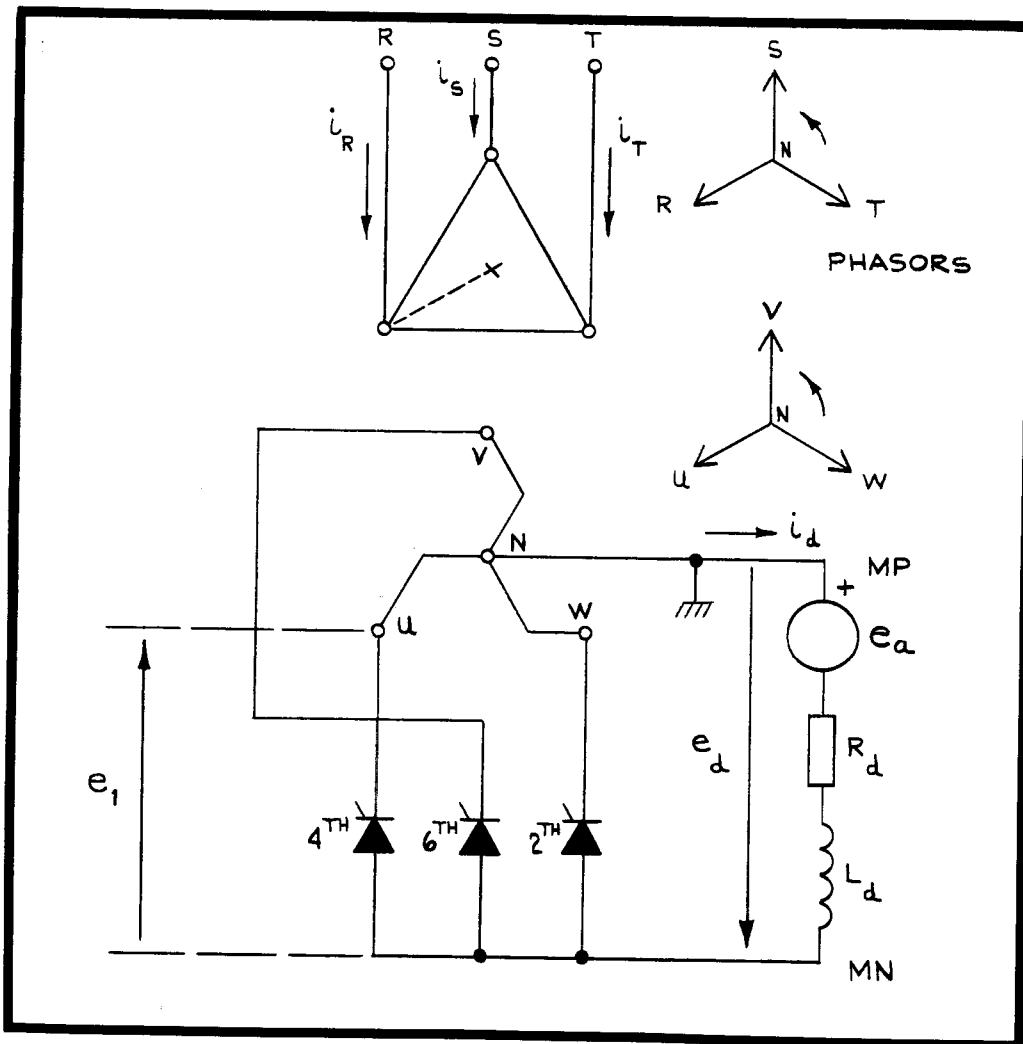 R S T
S
i_S
i_R
i_T
N
R
T
PHASORS
V
N
U
W
V
i_d
N
MP
+
U
W
e_a
e_1
e_d
R_d
4TH
6TH
2TH
L_d
MN